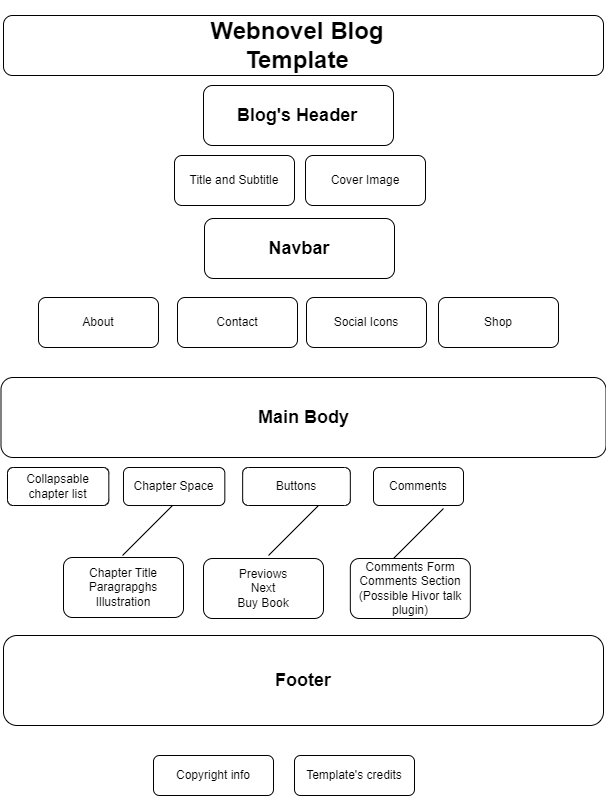 Webnovel Blog
Template
Blog's Header
Title and Subtitle
Cover Image
Navbar
About
Contact
Social Icons
Shop
Main Body
Collapsable
chapter list
Chapter Space
Buttons
Comments
Chapter Title
Paragrapghs
Illustration
Previows
Next
Buy Book
Comments Form
Comments Section
(Possible Hivor talk
plugin)
Footer
Copyright info
Template's credits